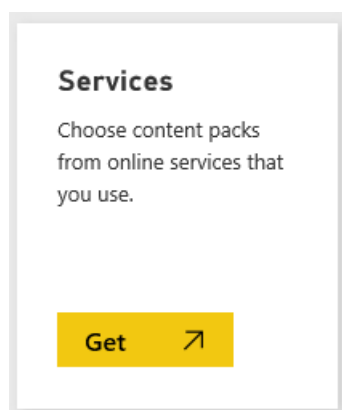 Services
Choose content packs
from online services that
you use.
Get